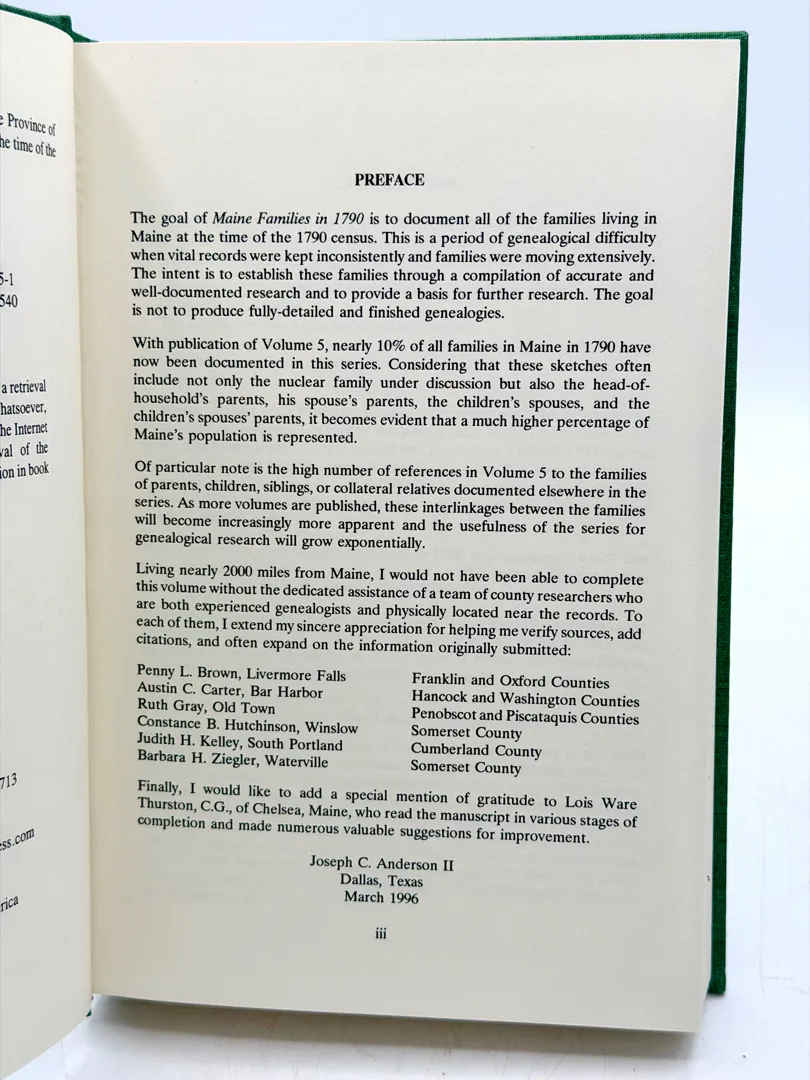 e Province of
he time of the
5-1
540
a retrieval
hatsoever,
he Internet
val of the
ion in book
713
ess.com
rica
PREFACE
The goal of Maine Families in 1790 is to document all of the families living in
Maine at the time of the 1790 census. This is a period of genealogical difficulty
when vital records were kept inconsistently and families were moving extensively.
The intent is to establish these families through a compilation of accurate and
well-documented research and to provide a basis for further research. The goal
is not to produce fully-detailed and finished genealogies.
With publication of Volume 5, nearly 10% of all families in Maine in 1790 have
now been documented in this series. Considering that these sketches often
include not only the nuclear family under discussion but also the head-of-
household's parents, his spouse's parents, the children's spouses, and the
children's spouses' parents, it becomes evident that a much higher percentage of
Maine's population is represented.
Of particular note is the high number of references in Volume 5 to the families
of parents, children, siblings, or collateral relatives documented elsewhere in the
series. As more volumes are published, these interlinkages between the families
will become increasingly more apparent and the usefulness of the series for
genealogical research will grow exponentially.
Living nearly 2000 miles from Maine, I would not have been able to complete
this volume without the dedicated assistance of a team of county researchers who
are both experienced genealogists and physically located near the records. To
each of them, I extend my sincere appreciation for helping me verify sources, add
citations, and often expand on the information originally submitted:
Penny L. Brown, Livermore Falls Franklin and Oxford Counties
Austin C. Carter, Bar Harbor Hancock and Washington Counties
Ruth Gray, Old Town Penobscot and Piscataquis Counties
Constance B. Hutchinson, Winslow Somerset County
Judith H. Kelley, South Portland Cumberland County
Barbara H. Ziegler, Waterville Somerset County
Finally, I would like to add a special mention of gratitude to Lois Ware
Thurston, C.G., of Chelsea, Maine, who read the manuscript in various stages of
completion and made numerous valuable suggestions for improvement.
Joseph C. Anderson II
Dallas, Texas
March 1996
iii